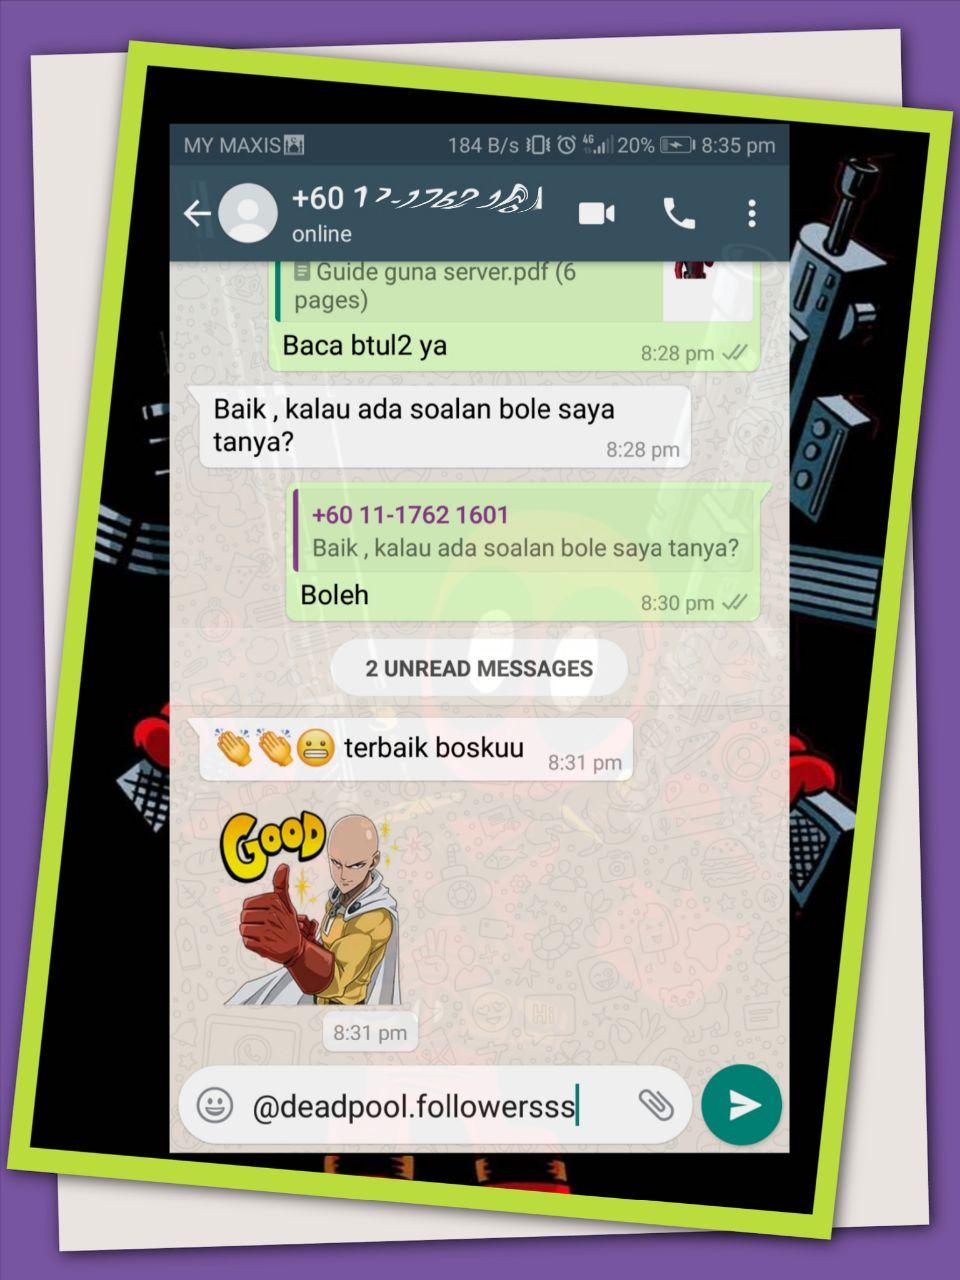 MY MAXIS 184 B/s 4G 20% 8:35 pm
+60
online
Guide guna server.pdf (6
pages)
Baca btul2 ya 8:28 pm
Baik , kalau ada soalan bole saya
tanya? 8:28 pm
+60 11-1762 1601
Baik , kalau ada soalan bole saya tanya?
Boleh 8:30 pm
2 UNREAD MESSAGES
👏👏😬 terbaik boskuu 8:31 pm
GOOD
8:31 pm
@deadpool.followersss